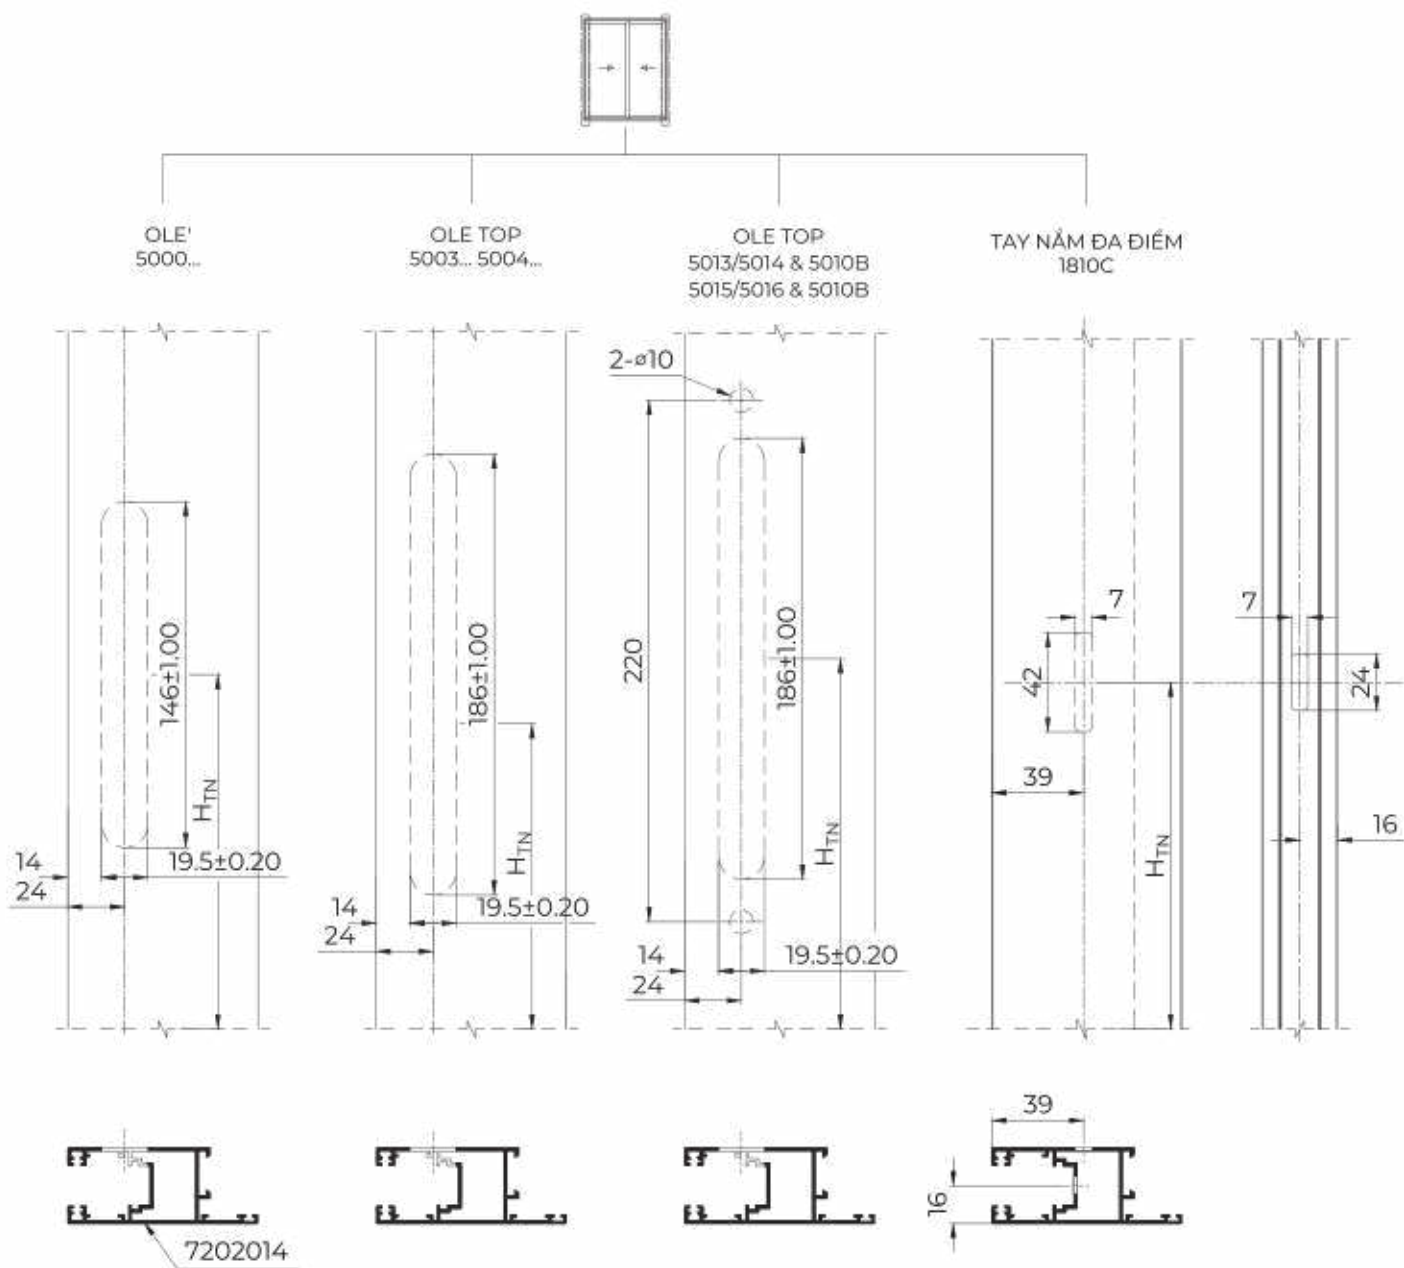 OLE'
5000...
OLE TOP
5003... 5004...
OLE TOP
5013/5014 & 5010B
5015/5016 & 5010B
TAY NẮM ĐA ĐIỂM
1810C
146±1.00
HTN
14
19.5±0.20
24
186±1.00
HTN
14
19.5±0.20
24
2-ø10
220
186±1.00
HTN
14
19.5±0.20
24
7
42
39
HTN
7
24
16
7202014
39
16